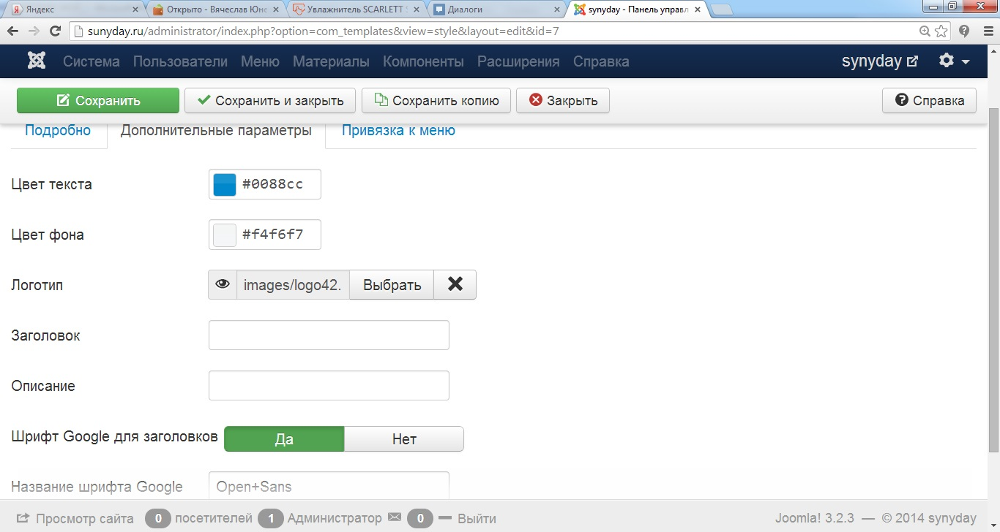 Яндекс Открыто - Вячеслав Юне Увлажнитель SCARLETT S Диалоги synyday - Панель управл
sunyday.ru/administrator/index.php?option=com_templates&view=style&layout=edit&id=7
Система Пользователи Меню Материалы Компоненты Расширения Справка synyday
Сохранить Сохранить и закрыть Сохранить копию Закрыть Справка
Подробно Дополнительные параметры Привязка к меню
Цвет текста #0088cc
Цвет фона #f4f6f7
Логотип images/logo42. Выбрать
Заголовок
Описание
Шрифт Google для заголовков Да Нет
Название шрифта Google Open+Sans
Просмотр сайта 0 посетителей 1 Администратор 0 Выйти Joomla! 3.2.3 — © 2014 synyday